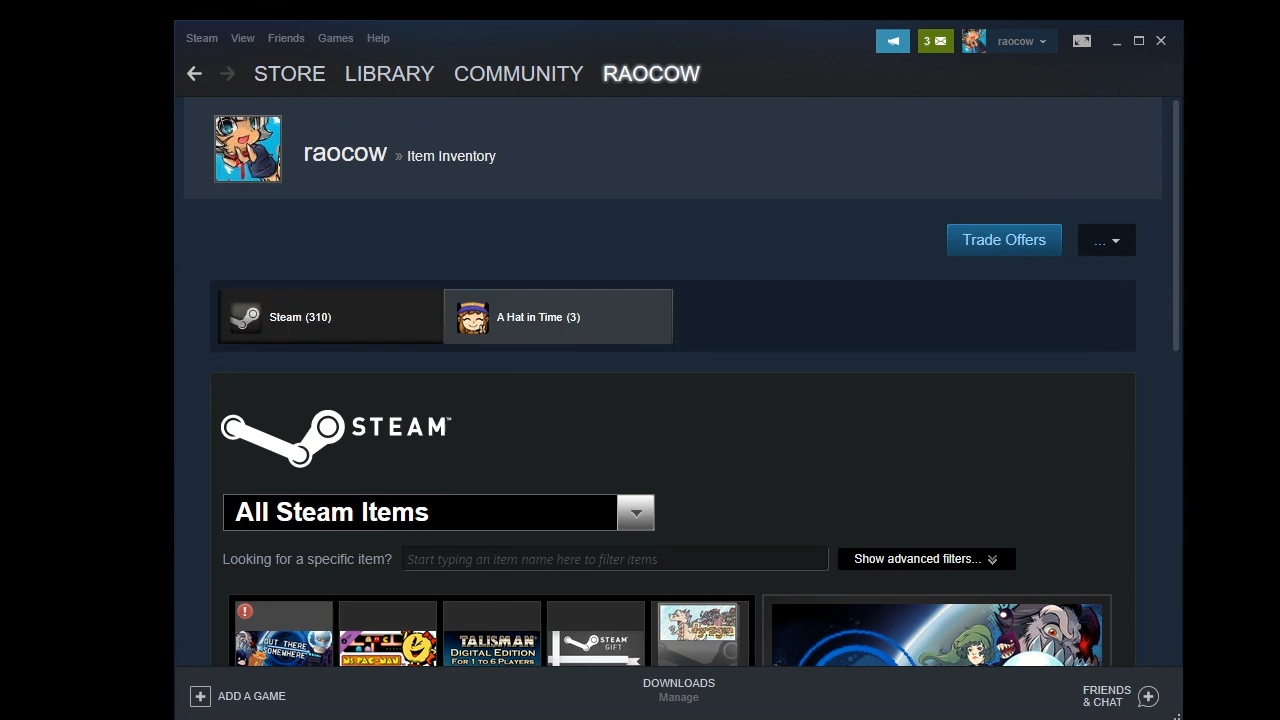 Steam View Friends Games Help
3 raocow
STORE LIBRARY COMMUNITY RAOCOW
raocow » Item Inventory
Trade Offers ...
Steam (310) A Hat in Time (3)
STEAM™
All Steam Items
Looking for a specific item? Start typing an item name here to filter items Show advanced filters...
OUT THERE SOMEWHERE...
MS. PAC-MAN
TALISMAN
DIGITAL EDITION
FOR 1 TO 6 PLAYERS
STEAM
GIFT
ADD A GAME
DOWNLOADS
Manage
FRIENDS
& CHAT